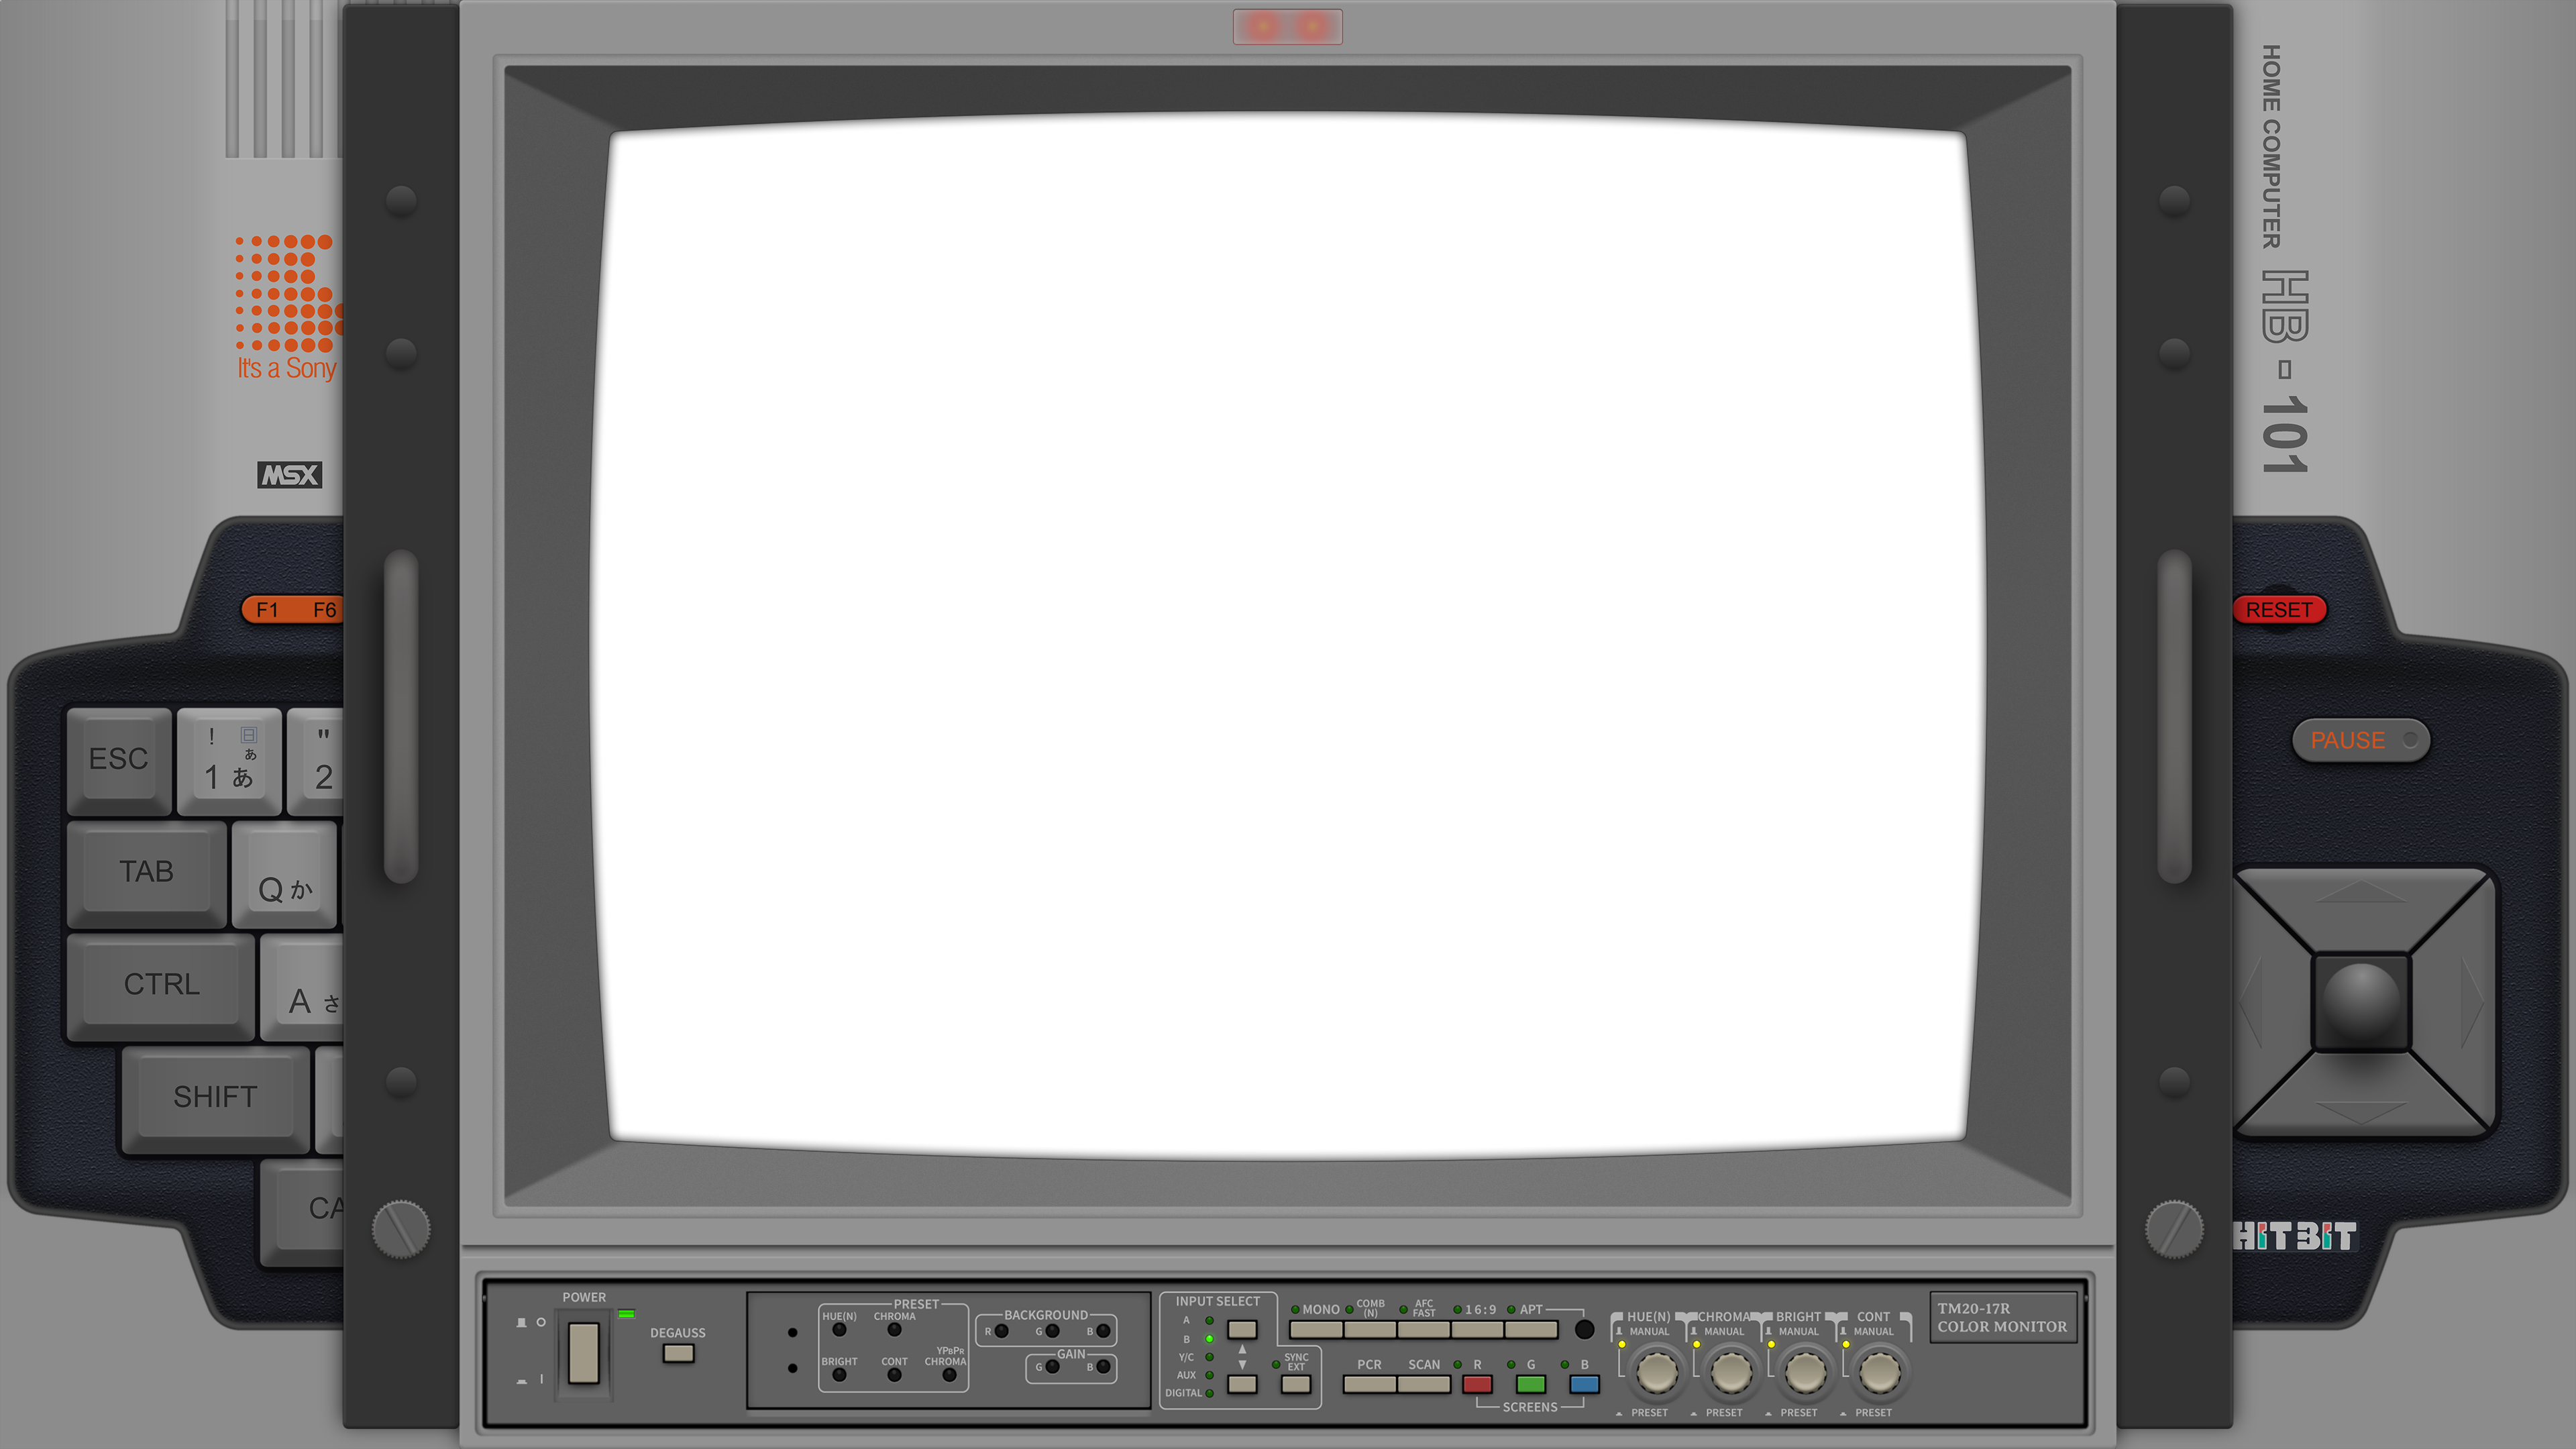 It's a Sony
MSX
F1 F6
ESC
! 日 あ
1 あ
"
2
TAB
Q か
CTRL
A さ
SHIFT
CA
HOME COMPUTER HB-101
RESET
PAUSE
HITBIT
POWER
DEGAUSS
PRESET
HUE(N) CHROMA
BRIGHT CONT YPBPR CHROMA
BACKGROUND
R G B
GAIN
G B
INPUT SELECT
A
B
Y/C
AUX
DIGITAL
SYNC EXT
MONO COMB (N) AFC FAST 16:9 APT
PCR SCAN R G B
SCREENS
HUE(N) CHROMA BRIGHT CONT
MANUAL MANUAL MANUAL MANUAL
PRESET PRESET PRESET PRESET
TM20-17R
COLOR MONITOR